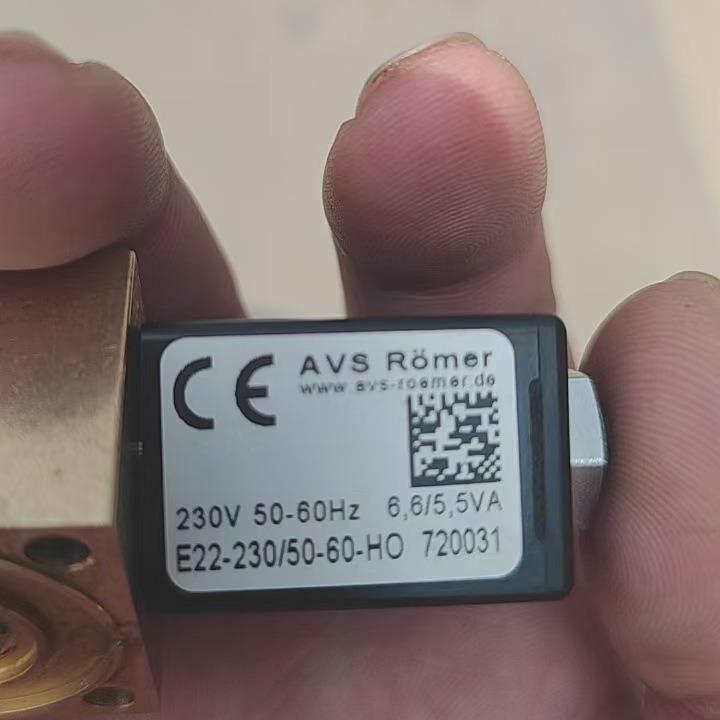 CE
AVS Römer
www.avs-roemer.de
230V 50-60Hz 6,6/5,5VA
E22-230/50-60-HO 720031